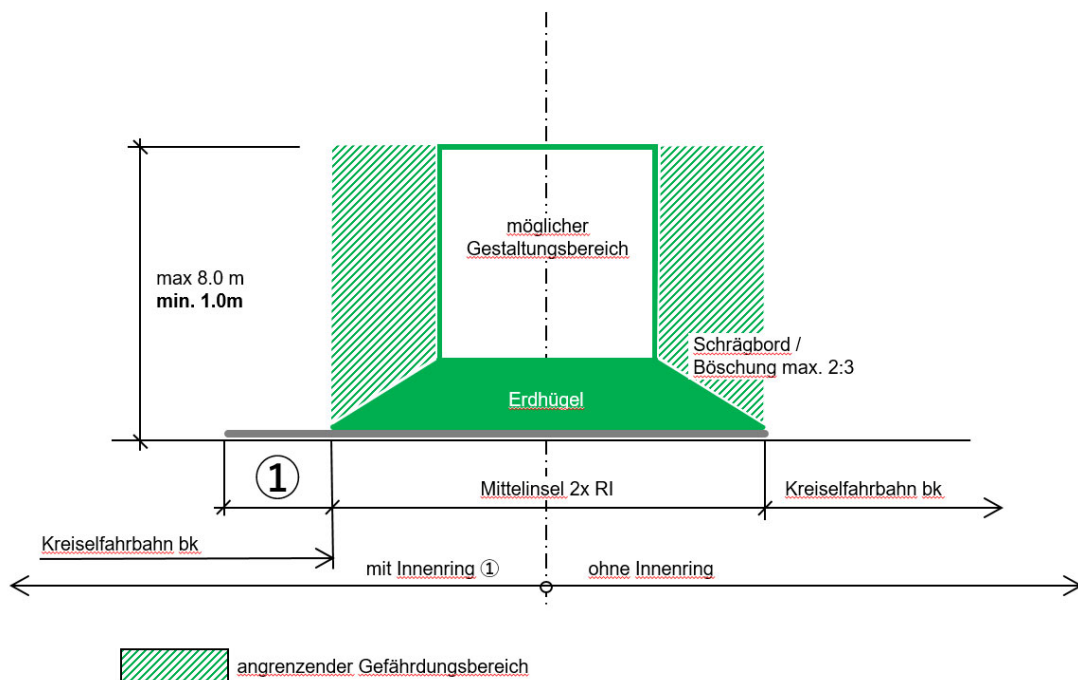 möglicher
Gestaltungsbereich
max 8.0 m
min. 1.0m
Schrägbord /
Böschung max. 2:3
Erdhügel
①
Mittelinsel 2x RI
Kreiselfahrbahn bk
Kreiselfahrbahn bk
mit Innenring ①
ohne Innenring
angrenzender Gefährdungsbereich